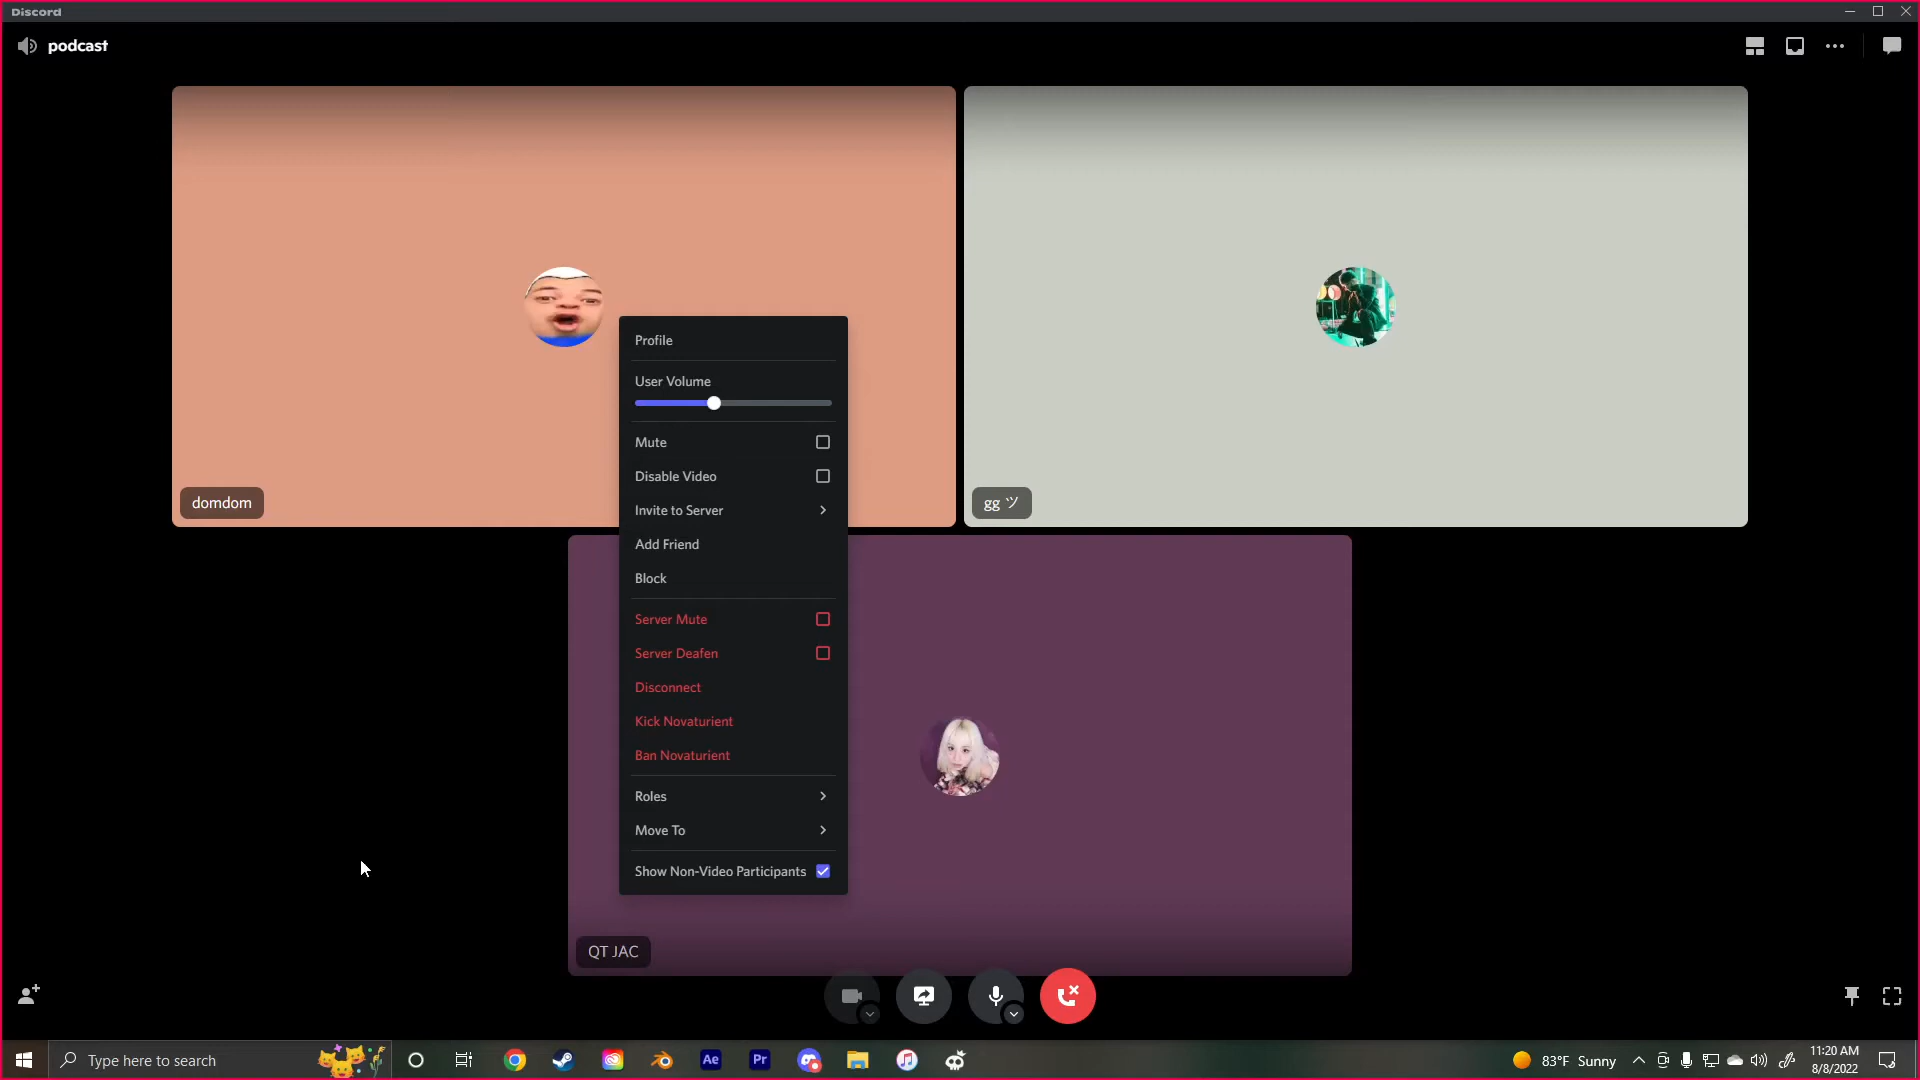 Discord
podcast
domdom
gg ツ
Profile
User Volume
Mute
Disable Video
Invite to Server
Add Friend
Block
Server Mute
Server Deafen
Disconnect
Kick Novaturient
Ban Novaturient
Roles
Move To
Show Non-Video Participants
QT JAC
Type here to search
Ae
Pr
83°F Sunny
11:20 AM
8/8/2022